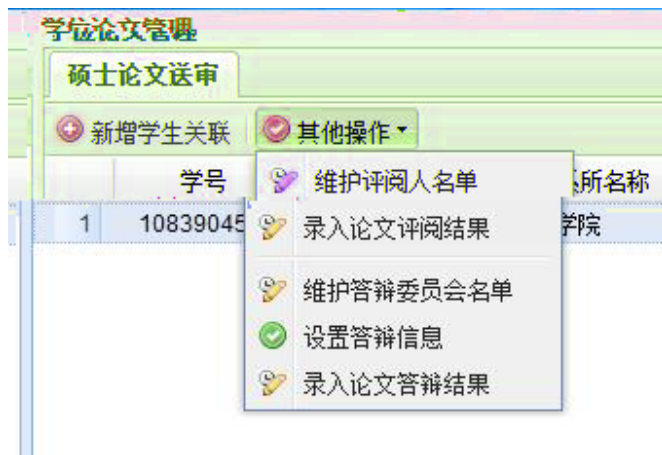 学位论文管理
硕士论文送审
新增学生关联 其他操作
学号 所名称
1 10839045 学院
维护评阅人名单
录入论文评阅结果
维护答辩委员会名单
设置答辩信息
录入论文答辩结果